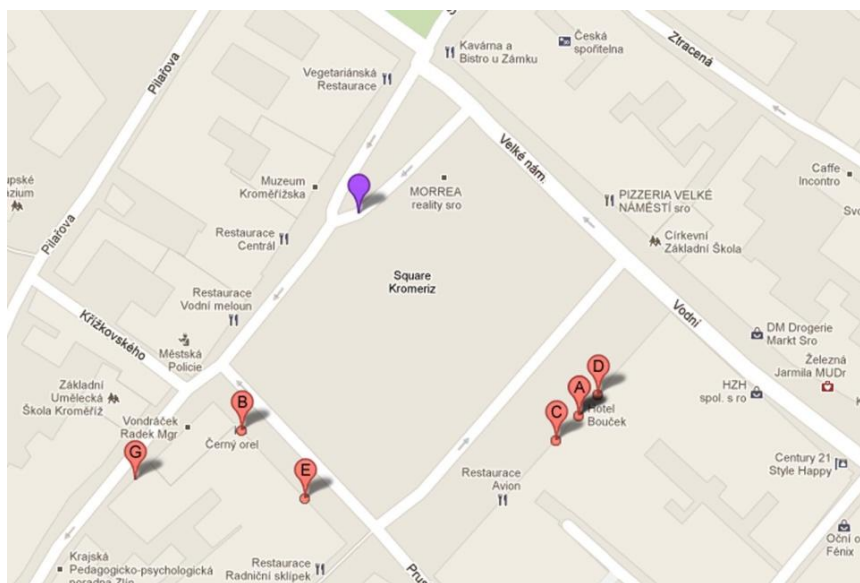 Pilařova
Vegetariánská
Restaurace
Kavárna a
Bistro u Zámku
Česká
spořitelna
Ztracená
Velké nám.
Muzeum
Kroměřížska
MORREA
reality sro
PIZZERIA VELKÉ
NÁMĚSTÍ sro
Caffe
Incontro
Církevní
Základní Škola
Pilařova
Restaurace
Centrál
Square
Kromeriz
Restaurace
Vodní meloun
Vodní
Křížkovského
Městská
Policie
DM Drogerie
Markt Sro
Železná
Jarmila MUDr
HZH
spol. s ro
Základní
Umělecká
Škola Kroměříž
Vondráček
Radek Mgr
B
Černý orel
D
A
C
Hotel
Bouček
G
E
Restaurace
Avion
Century 21
Style Happy
Krajská
Pedagogicko-psychologická
Restaurace
Radniční sklípek
Oční o
Fénix